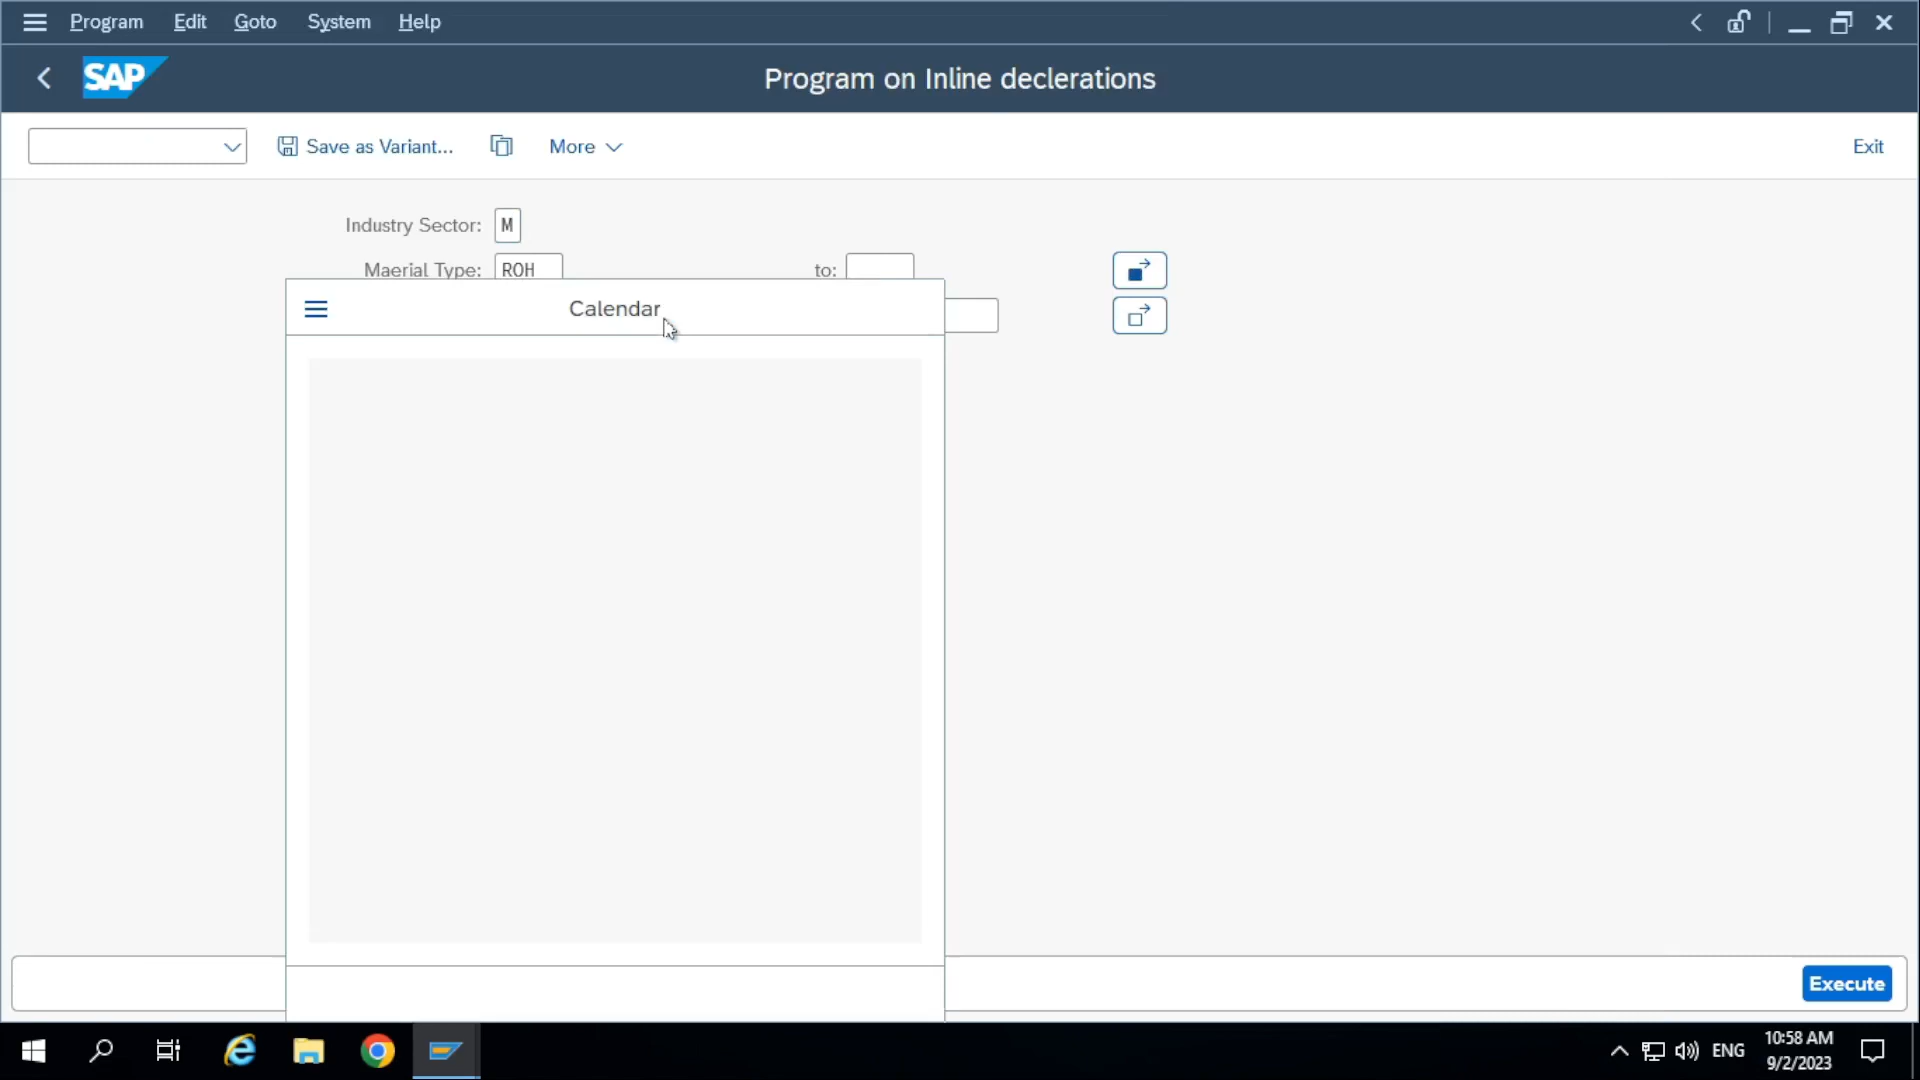 Program Edit Goto System Help
SAP Program on Inline declerations
Save as Variant... More Exit
Industry Sector: M
Maerial Type: ROH to:
Calendar
Execute
ENG 10:58 AM
9/2/2023